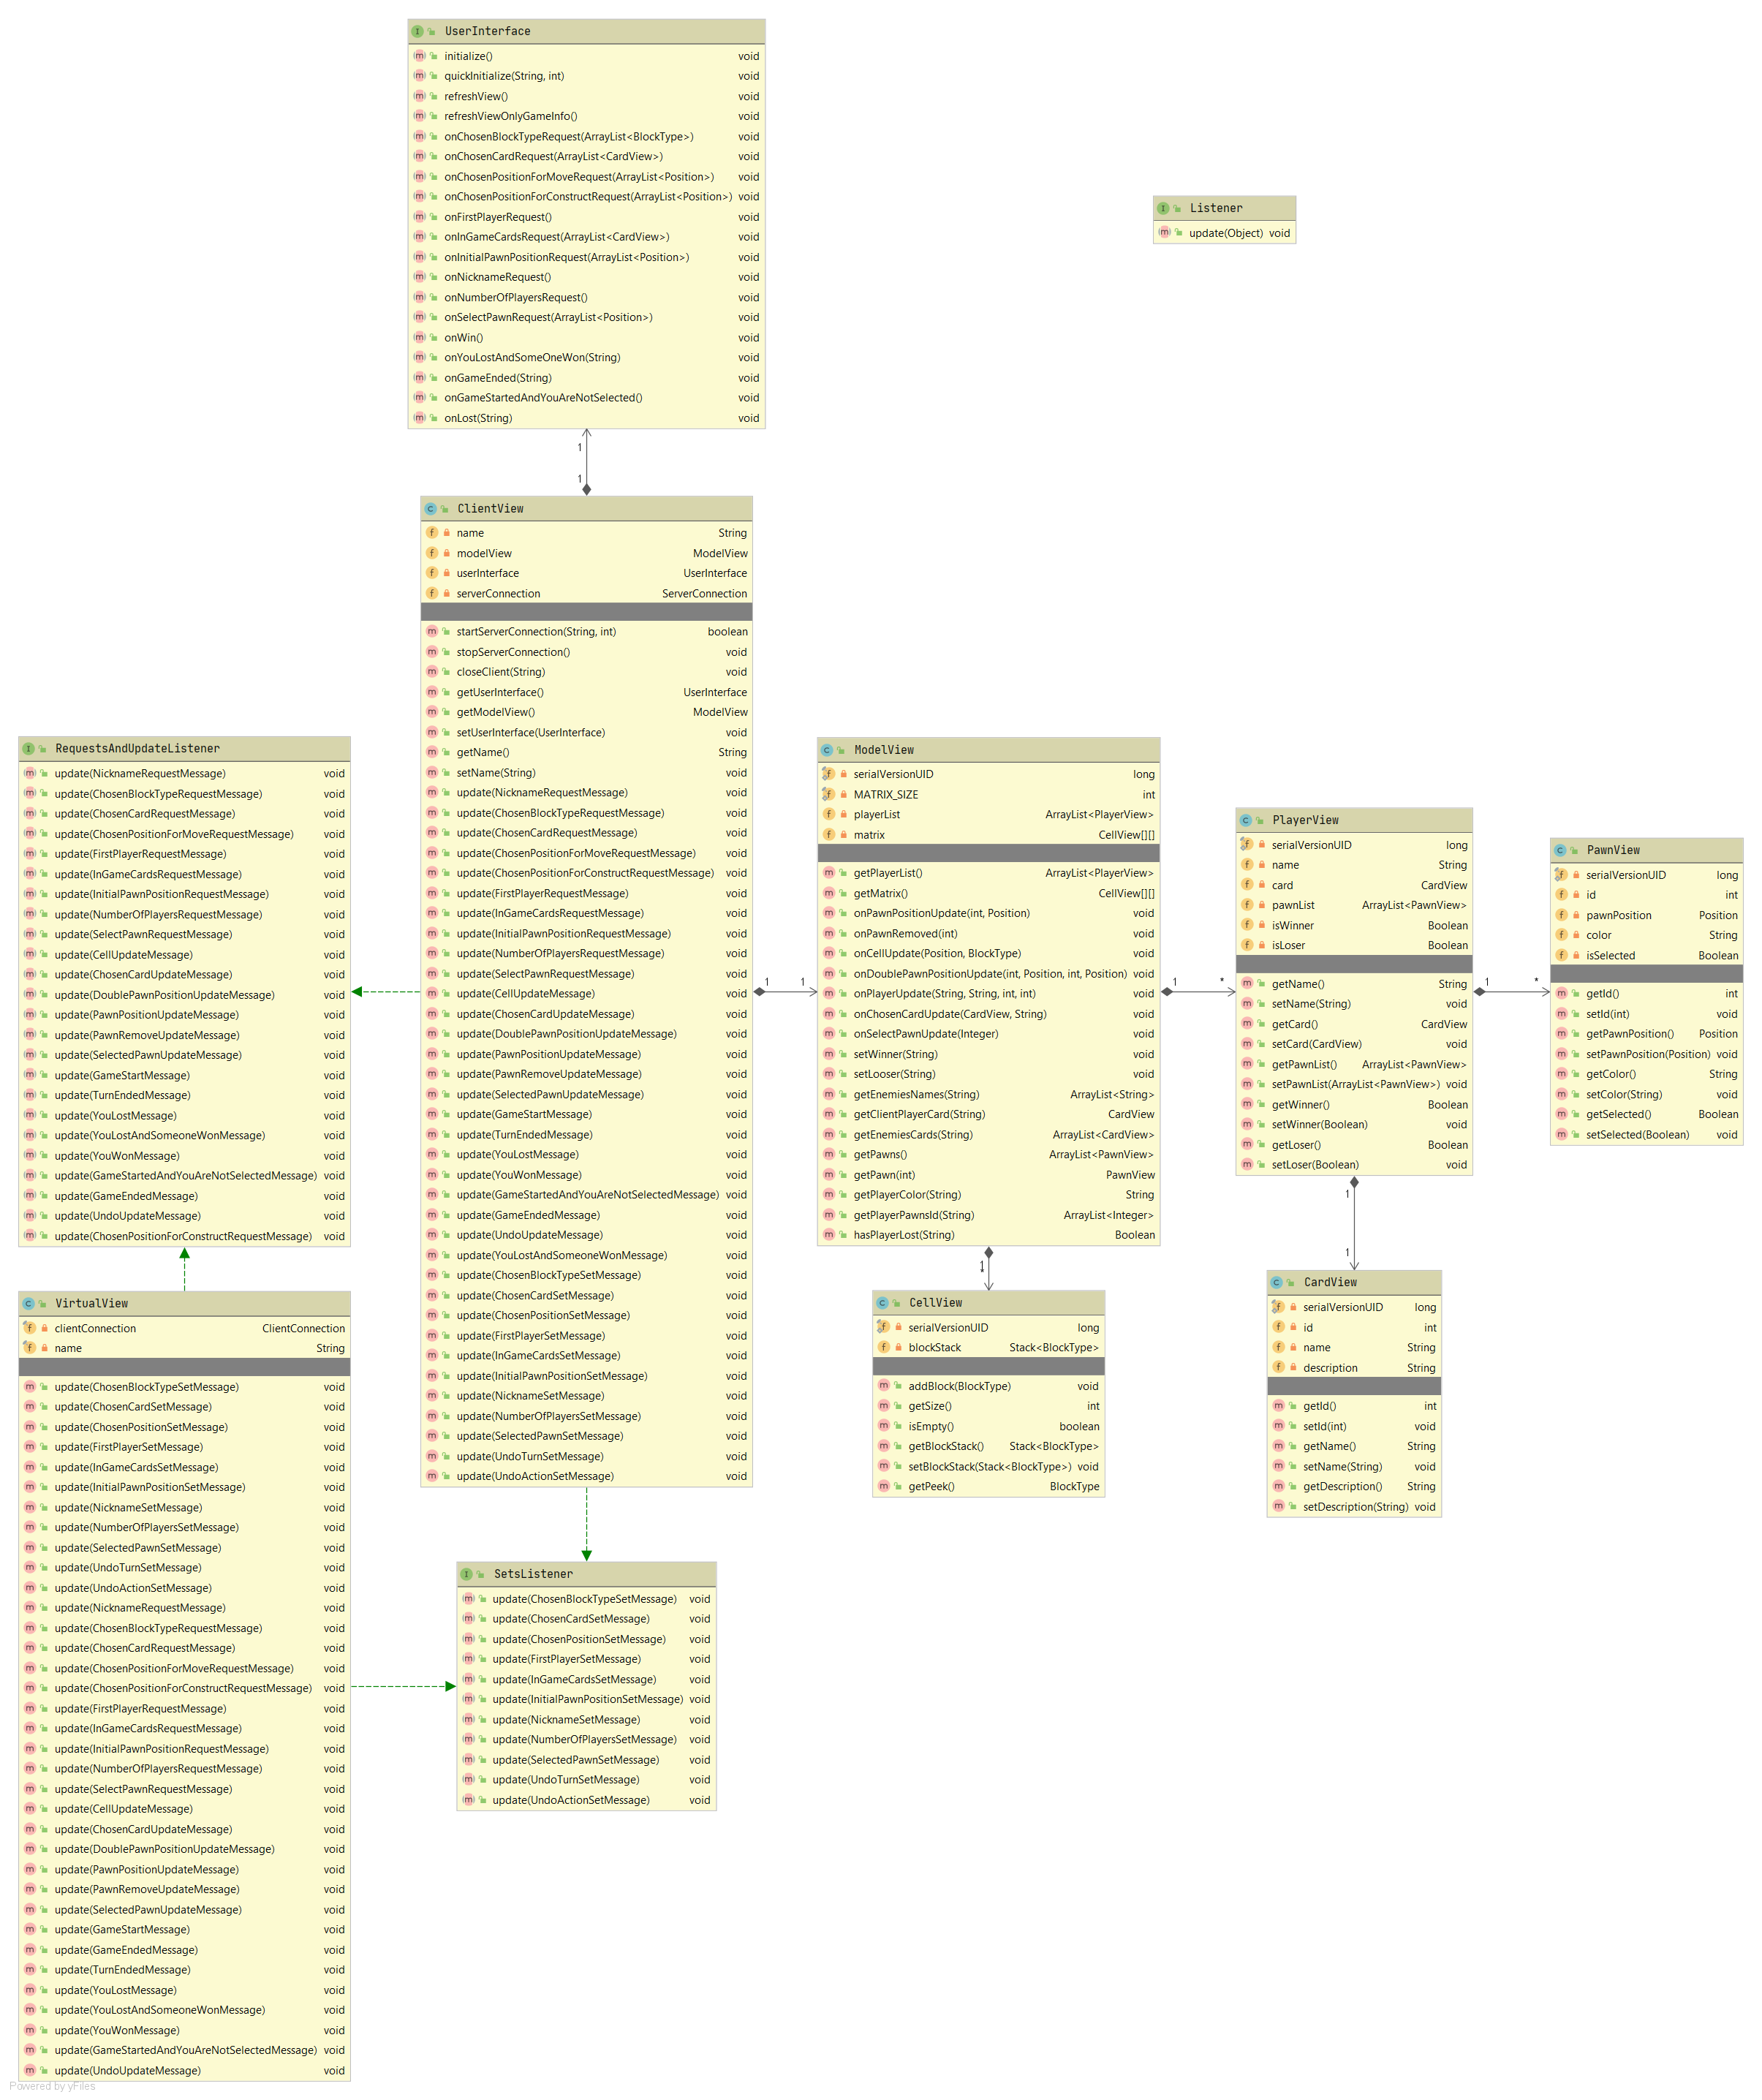 UserInterface
initialize() void
quickInitialize(String, int) void
refreshView() void
refreshViewOnlyGameInfo() void
onChosenBlockTypeRequest(ArrayList<BlockType>) void
onChosenCardRequest(ArrayList<CardView>) void
onChosenPositionForMoveRequest(ArrayList<Position>) void
onChosenPositionForConstructRequest(ArrayList<Position>) void
onFirstPlayerRequest() void
onInGameCardsRequest(ArrayList<CardView>) void
onInitialPawnPositionRequest(ArrayList<Position>) void
onNicknameRequest() void
onNumberOfPlayersRequest() void
onSelectPawnRequest(ArrayList<Position>) void
onWin() void
onYouLostAndSomeOneWon(String) void
onGameEnded(String) void
onGameStartedAndYouAreNotSelected() void
onLost(String) void
Listener
update(Object) void
1
1
ClientView
name String
modelView ModelView
userInterface UserInterface
serverConnection ServerConnection
startServerConnection(String, int) boolean
stopServerConnection() void
closeClient(String) void
getUserInterface() UserInterface
getModelView() ModelView
setUserInterface(UserInterface) void
getName() String
setName(String) void
update(NicknameRequestMessage) void
update(ChosenBlockTypeRequestMessage) void
update(ChosenCardRequestMessage) void
update(ChosenPositionForMoveRequestMessage) void
update(ChosenPositionForConstructRequestMessage) void
update(FirstPlayerRequestMessage) void
update(InGameCardsRequestMessage) void
update(InitialPawnPositionRequestMessage) void
update(NumberOfPlayersRequestMessage) void
update(SelectPawnRequestMessage) void
update(CellUpdateMessage) void
update(ChosenCardUpdateMessage) void
update(DoublePawnPositionUpdateMessage) void
update(PawnPositionUpdateMessage) void
update(PawnRemoveUpdateMessage) void
update(SelectedPawnUpdateMessage) void
update(GameStartMessage) void
update(TurnEndedMessage) void
update(YouLostMessage) void
update(YouWonMessage) void
update(GameStartedAndYouAreNotSelectedMessage) void
update(GameEndedMessage) void
update(UndoUpdateMessage) void
update(YouLostAndSomeoneWonMessage) void
update(ChosenBlockTypeSetMessage) void
update(ChosenCardSetMessage) void
update(ChosenPositionSetMessage) void
update(FirstPlayerSetMessage) void
update(InGameCardsSetMessage) void
update(InitialPawnPositionSetMessage) void
update(NicknameSetMessage) void
update(NumberOfPlayersSetMessage) void
update(SelectedPawnSetMessage) void
update(UndoTurnSetMessage) void
update(UndoActionSetMessage) void
RequestsAndUpdateListener
update(NicknameRequestMessage) void
update(ChosenBlockTypeRequestMessage) void
update(ChosenCardRequestMessage) void
update(ChosenPositionForMoveRequestMessage) void
update(FirstPlayerRequestMessage) void
update(InGameCardsRequestMessage) void
update(InitialPawnPositionRequestMessage) void
update(NumberOfPlayersRequestMessage) void
update(SelectPawnRequestMessage) void
update(CellUpdateMessage) void
update(ChosenCardUpdateMessage) void
update(DoublePawnPositionUpdateMessage) void
update(PawnPositionUpdateMessage) void
update(PawnRemoveUpdateMessage) void
update(SelectedPawnUpdateMessage) void
update(GameStartMessage) void
update(TurnEndedMessage) void
update(YouLostMessage) void
update(YouLostAndSomeoneWonMessage) void
update(YouWonMessage) void
update(GameStartedAndYouAreNotSelectedMessage) void
update(GameEndedMessage) void
update(UndoUpdateMessage) void
update(ChosenPositionForConstructRequestMessage) void
1 1
ModelView
serialVersionUID long
MATRIX_SIZE int
playerList ArrayList<PlayerView>
matrix CellView[][]
getPlayerList() ArrayList<PlayerView>
getMatrix() CellView[][]
onPawnPositionUpdate(int, Position) void
onPawnRemoved(int) void
onCellUpdate(Position, BlockType) void
onDoublePawnPositionUpdate(int, Position, int, Position) void
onPlayerUpdate(String, String, int, int) void
onChosenCardUpdate(CardView, String) void
onSelectPawnUpdate(Integer) void
setWinner(String) void
setLooser(String) void
getEnemiesNames(String) ArrayList<String>
getClientPlayerCard(String) CardView
getEnemiesCards(String) ArrayList<CardView>
getPawns() ArrayList<PawnView>
getPawn(int) PawnView
getPlayerColor(String) String
getPlayerPawnsId(String) ArrayList<Integer>
hasPlayerLost(String) Boolean
1 *
PlayerView
serialVersionUID long
name String
card CardView
pawnList ArrayList<PawnView>
isWinner Boolean
isLoser Boolean
getName() String
setName(String) void
getCard() CardView
setCard(CardView) void
getPawnList() ArrayList<PawnView>
setPawnList(ArrayList<PawnView>) void
getWinner() Boolean
setWinner(Boolean) void
getLoser() Boolean
setLoser(Boolean) void
1 *
PawnView
serialVersionUID long
id int
pawnPosition Position
color String
isSelected Boolean
getId() int
setId(int) void
getPawnPosition() Position
setPawnPosition(Position) void
getColor() String
setColor(String) void
getSelected() Boolean
setSelected(Boolean) void
1
*
CellView
serialVersionUID long
blockStack Stack<BlockType>
addBlock(BlockType) void
getSize() int
isEmpty() boolean
getBlockStack() Stack<BlockType>
setBlockStack(Stack<BlockType>) void
getPeek() BlockType
1
1
CardView
serialVersionUID long
id int
name String
description String
getId() int
setId(int) void
getName() String
setName(String) void
getDescription() String
setDescription(String) void
VirtualView
clientConnection ClientConnection
name String
update(ChosenBlockTypeSetMessage) void
update(ChosenCardSetMessage) void
update(ChosenPositionSetMessage) void
update(FirstPlayerSetMessage) void
update(InGameCardsSetMessage) void
update(InitialPawnPositionSetMessage) void
update(NicknameSetMessage) void
update(NumberOfPlayersSetMessage) void
update(SelectedPawnSetMessage) void
update(UndoTurnSetMessage) void
update(UndoActionSetMessage) void
update(NicknameRequestMessage) void
update(ChosenBlockTypeRequestMessage) void
update(ChosenCardRequestMessage) void
update(ChosenPositionForMoveRequestMessage) void
update(ChosenPositionForConstructRequestMessage) void
update(FirstPlayerRequestMessage) void
update(InGameCardsRequestMessage) void
update(InitialPawnPositionRequestMessage) void
update(NumberOfPlayersRequestMessage) void
update(SelectPawnRequestMessage) void
update(CellUpdateMessage) void
update(ChosenCardUpdateMessage) void
update(DoublePawnPositionUpdateMessage) void
update(PawnPositionUpdateMessage) void
update(PawnRemoveUpdateMessage) void
update(SelectedPawnUpdateMessage) void
update(GameStartMessage) void
update(GameEndedMessage) void
update(TurnEndedMessage) void
update(YouLostMessage) void
update(YouLostAndSomeoneWonMessage) void
update(YouWonMessage) void
update(GameStartedAndYouAreNotSelectedMessage) void
update(UndoUpdateMessage) void
SetsListener
update(ChosenBlockTypeSetMessage) void
update(ChosenCardSetMessage) void
update(ChosenPositionSetMessage) void
update(FirstPlayerSetMessage) void
update(InGameCardsSetMessage) void
update(InitialPawnPositionSetMessage) void
update(NicknameSetMessage) void
update(NumberOfPlayersSetMessage) void
update(SelectedPawnSetMessage) void
update(UndoTurnSetMessage) void
update(UndoActionSetMessage) void
Powered by yFiles